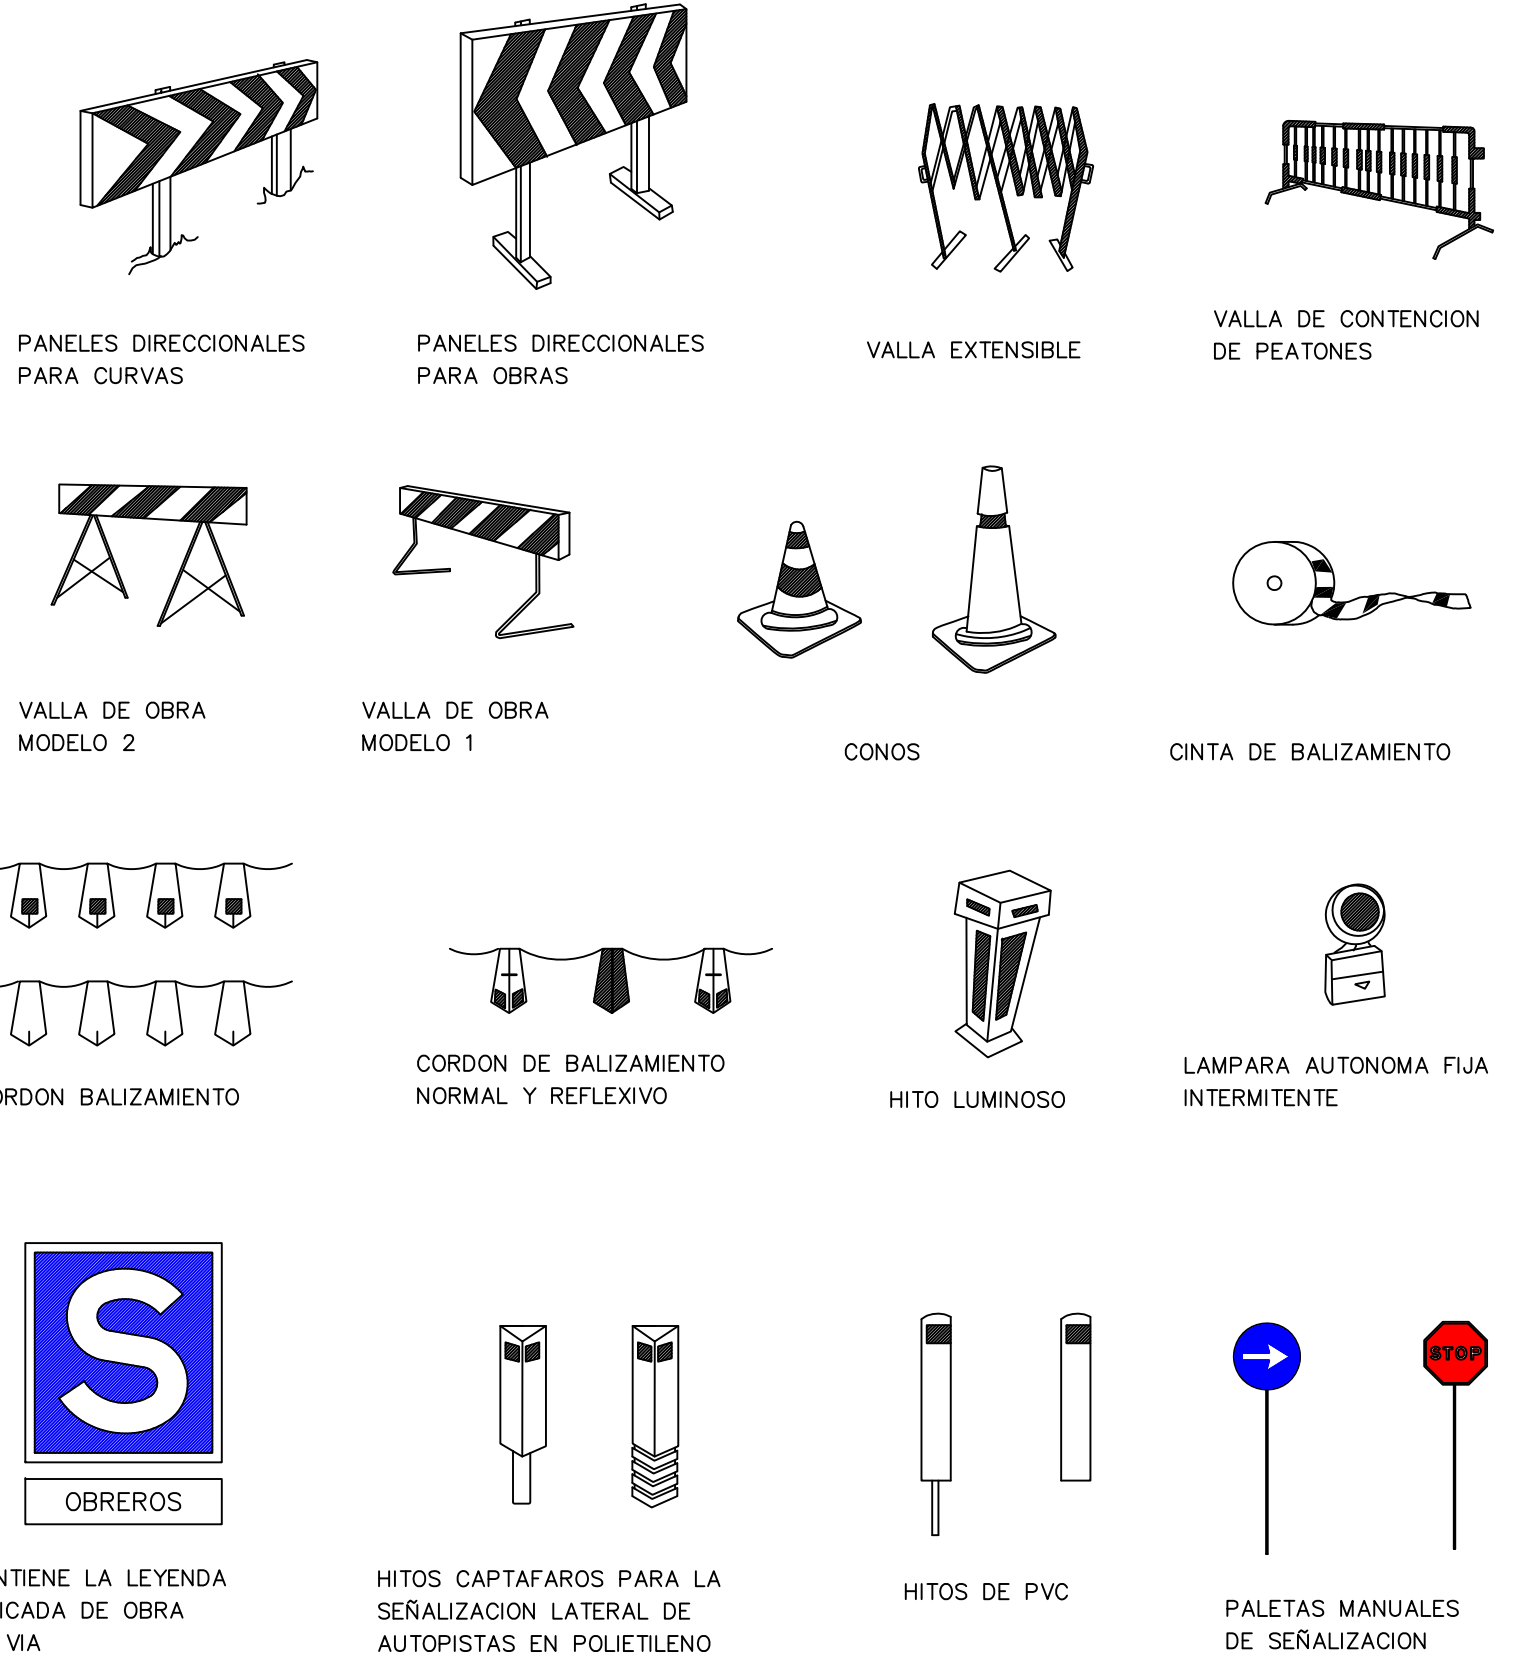 PANELES DIRECCIONALES
PARA CURVAS
PANELES DIRECCIONALES
PARA OBRAS
VALLA EXTENSIBLE
VALLA DE CONTENCION
DE PEATONES
VALLA DE OBRA
MODELO 2
VALLA DE OBRA
MODELO 1
CONOS
CINTA DE BALIZAMIENTO
ORDON BALIZAMIENTO
CORDON DE BALIZAMIENTO
NORMAL Y REFLEXIVO
HITO LUMINOSO
LAMPARA AUTONOMA FIJA
INTERMITENTE
S
OBREROS
NTIENE LA LEYENDA
ICADA DE OBRA
VIA
HITOS CAPTAFAROS PARA LA
SEÑALIZACION LATERAL DE
AUTOPISTAS EN POLIETILENO
HITOS DE PVC
STOP
PALETAS MANUALES
DE SEÑALIZACION